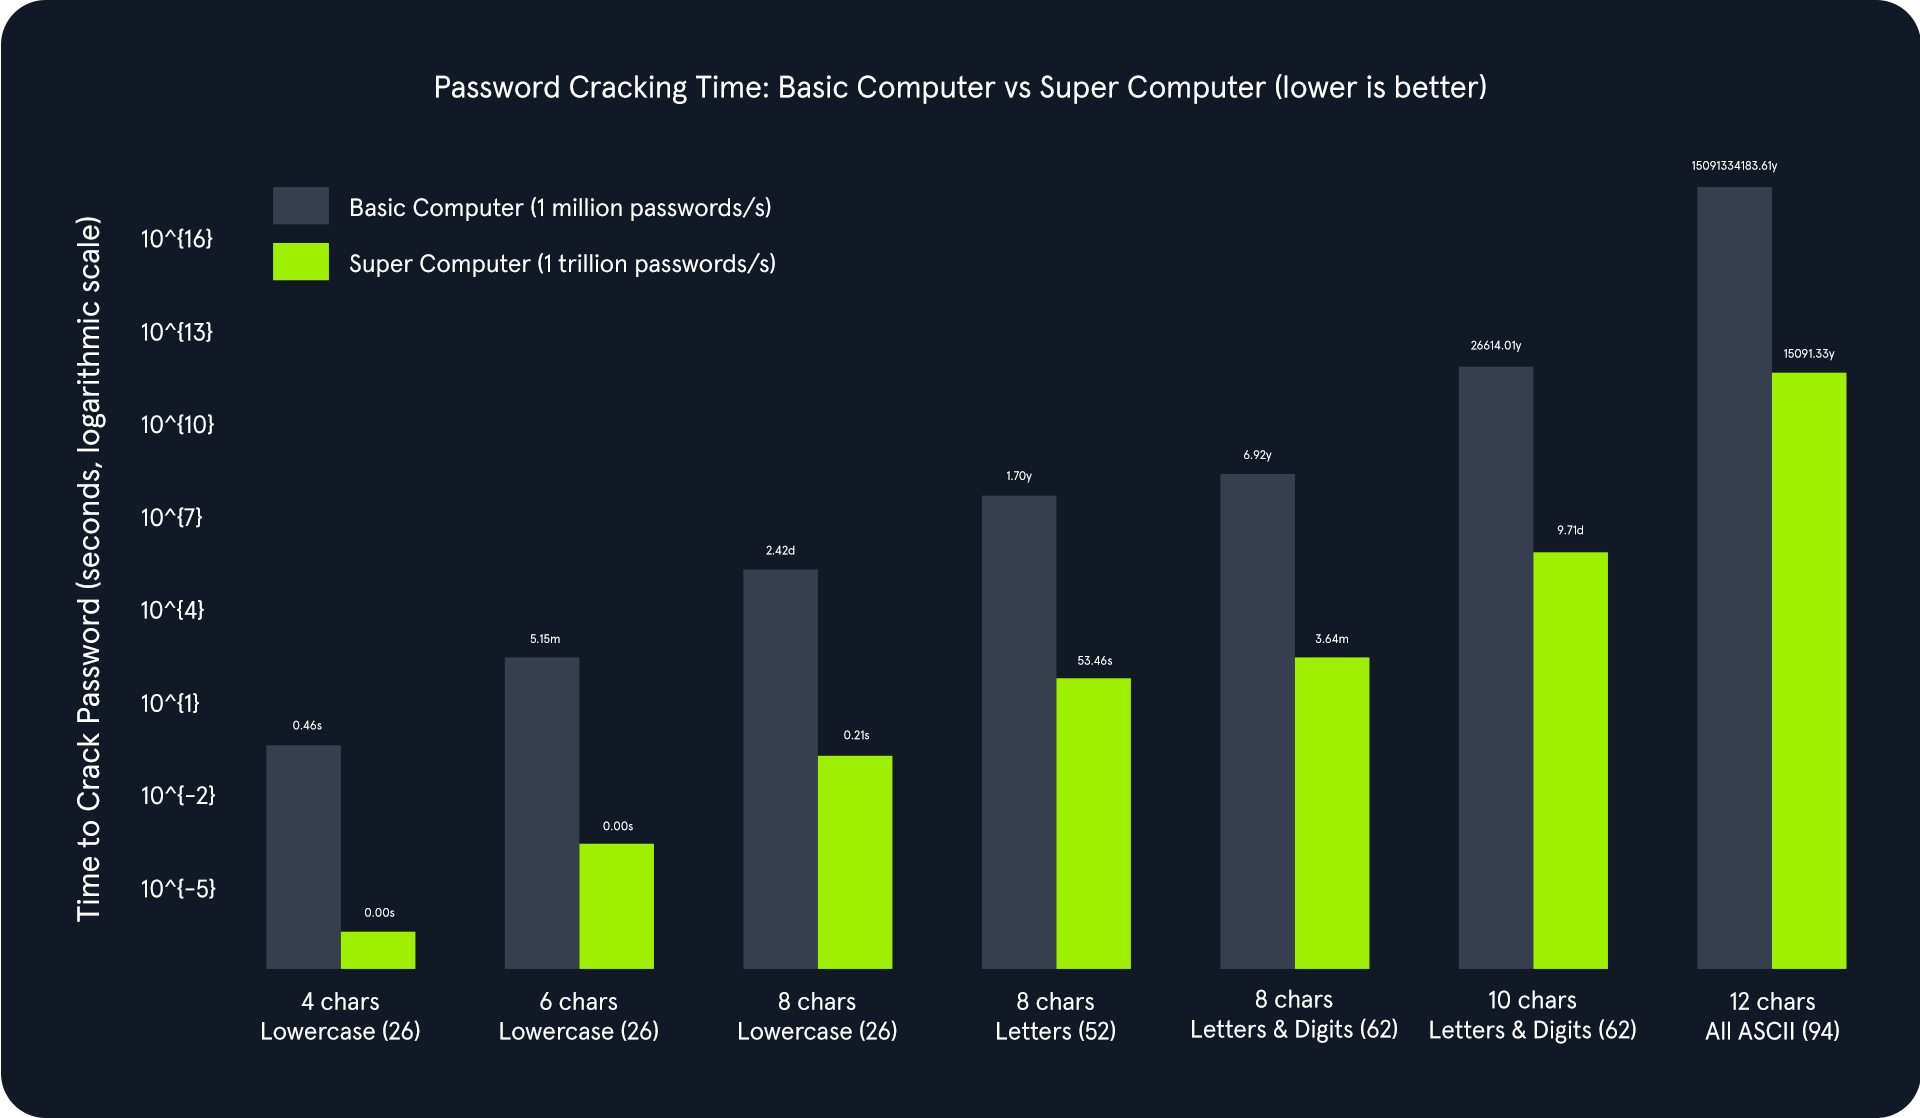 Password Cracking Time: Basic Computer vs Super Computer (lower is better)
Basic Computer (1 million passwords/s)
Super Computer (1 trillion passwords/s)
Time to Crack Password (seconds, logarithmic scale)
10^{16}
10^{13}
10^{10}
10^{7}
10^{4}
10^{1}
10^{-2}
10^{-5}
0.46s
0.00s
5.15m
0.00s
2.42d
0.21s
1.70y
53.46s
6.92y
3.64m
26614.01y
9.71d
15091334183.61y
15091.33y
4 chars
Lowercase (26)
6 chars
Lowercase (26)
8 chars
Lowercase (26)
8 chars
Letters (52)
8 chars
Letters & Digits (62)
10 chars
Letters & Digits (62)
12 chars
All ASCII (94)